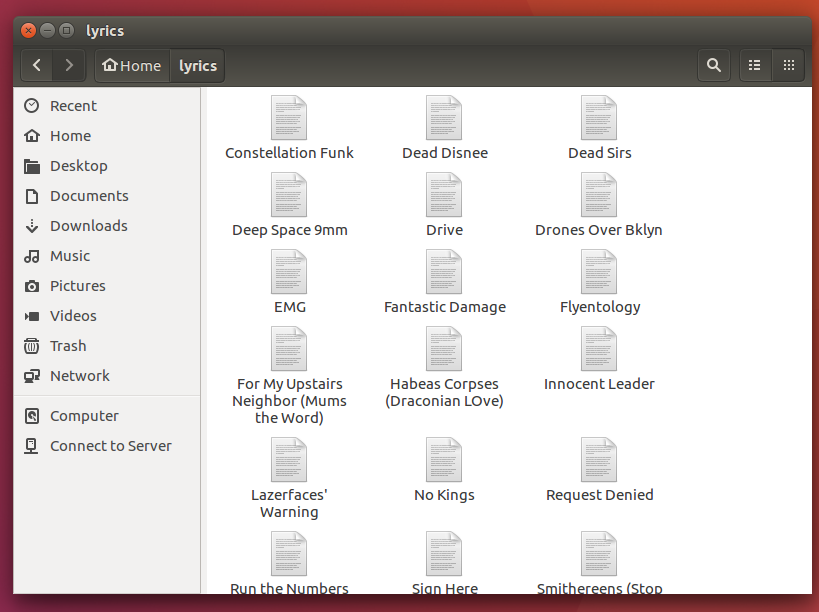 lyrics
Home lyrics
Recent
Home
Desktop
Documents
Downloads
Music
Pictures
Videos
Trash
Network
Computer
Connect to Server
Constellation Funk
Dead Disnee
Dead Sirs
Deep Space 9mm
Drive
Drones Over Bklyn
EMG
Fantastic Damage
Flyentology
For My Upstairs
Neighbor (Mums
the Word)
Habeas Corpses
(Draconian LOve)
Innocent Leader
Lazerfaces'
Warning
No Kings
Request Denied
Run the Numbers
Sign Here
Smithereens (Stop